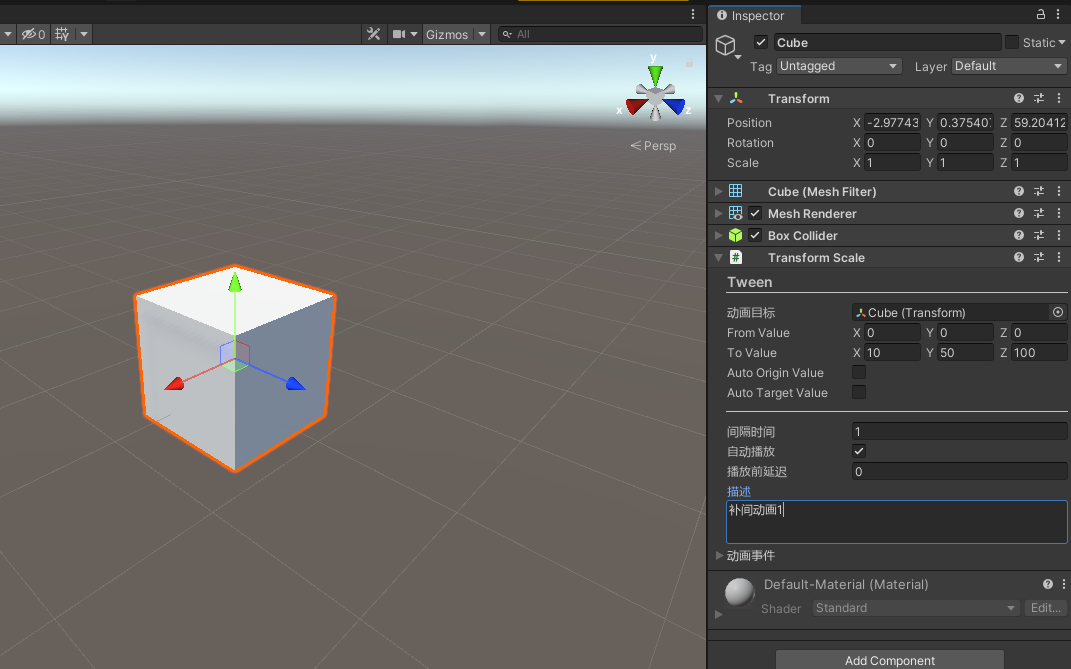 Inspector
0
Gizmos
All
Cube
Static
Tag Untagged Layer Default
y
x
z
Persp
Transform
Position X -2.97743 Y 0.37540 Z 59.20412
Rotation X 0 Y 0 Z 0
Scale X 1 Y 1 Z 1
Cube (Mesh Filter)
Mesh Renderer
Box Collider
# Transform Scale
Tween
动画目标 Cube (Transform)
From Value X 0 Y 0 Z 0
To Value X 10 Y 50 Z 100
Auto Origin Value
Auto Target Value
间隔时间 1
自动播放
播放前延迟 0
描述
补间动画1
动画事件
Default-Material (Material)
Shader Standard Edit...
Add Component